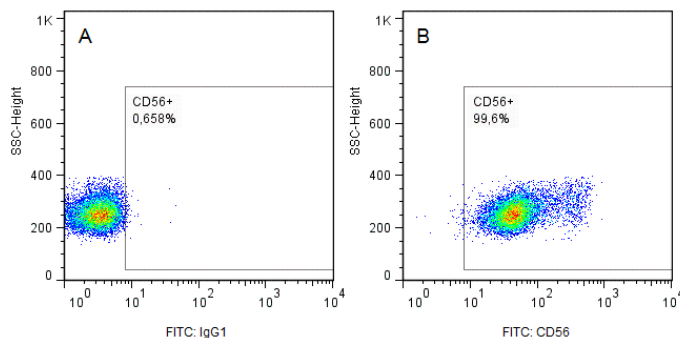 A
B
1K
800
600
400
200
0
SSC-Height
CD56+
0,658%
10^0
10^1
10^2
10^3
10^4
FITC: IgG1
1K
800
600
400
200
0
SSC-Height
CD56+
99,6%
10^0
10^1
10^2
10^3
10^4
FITC: CD56